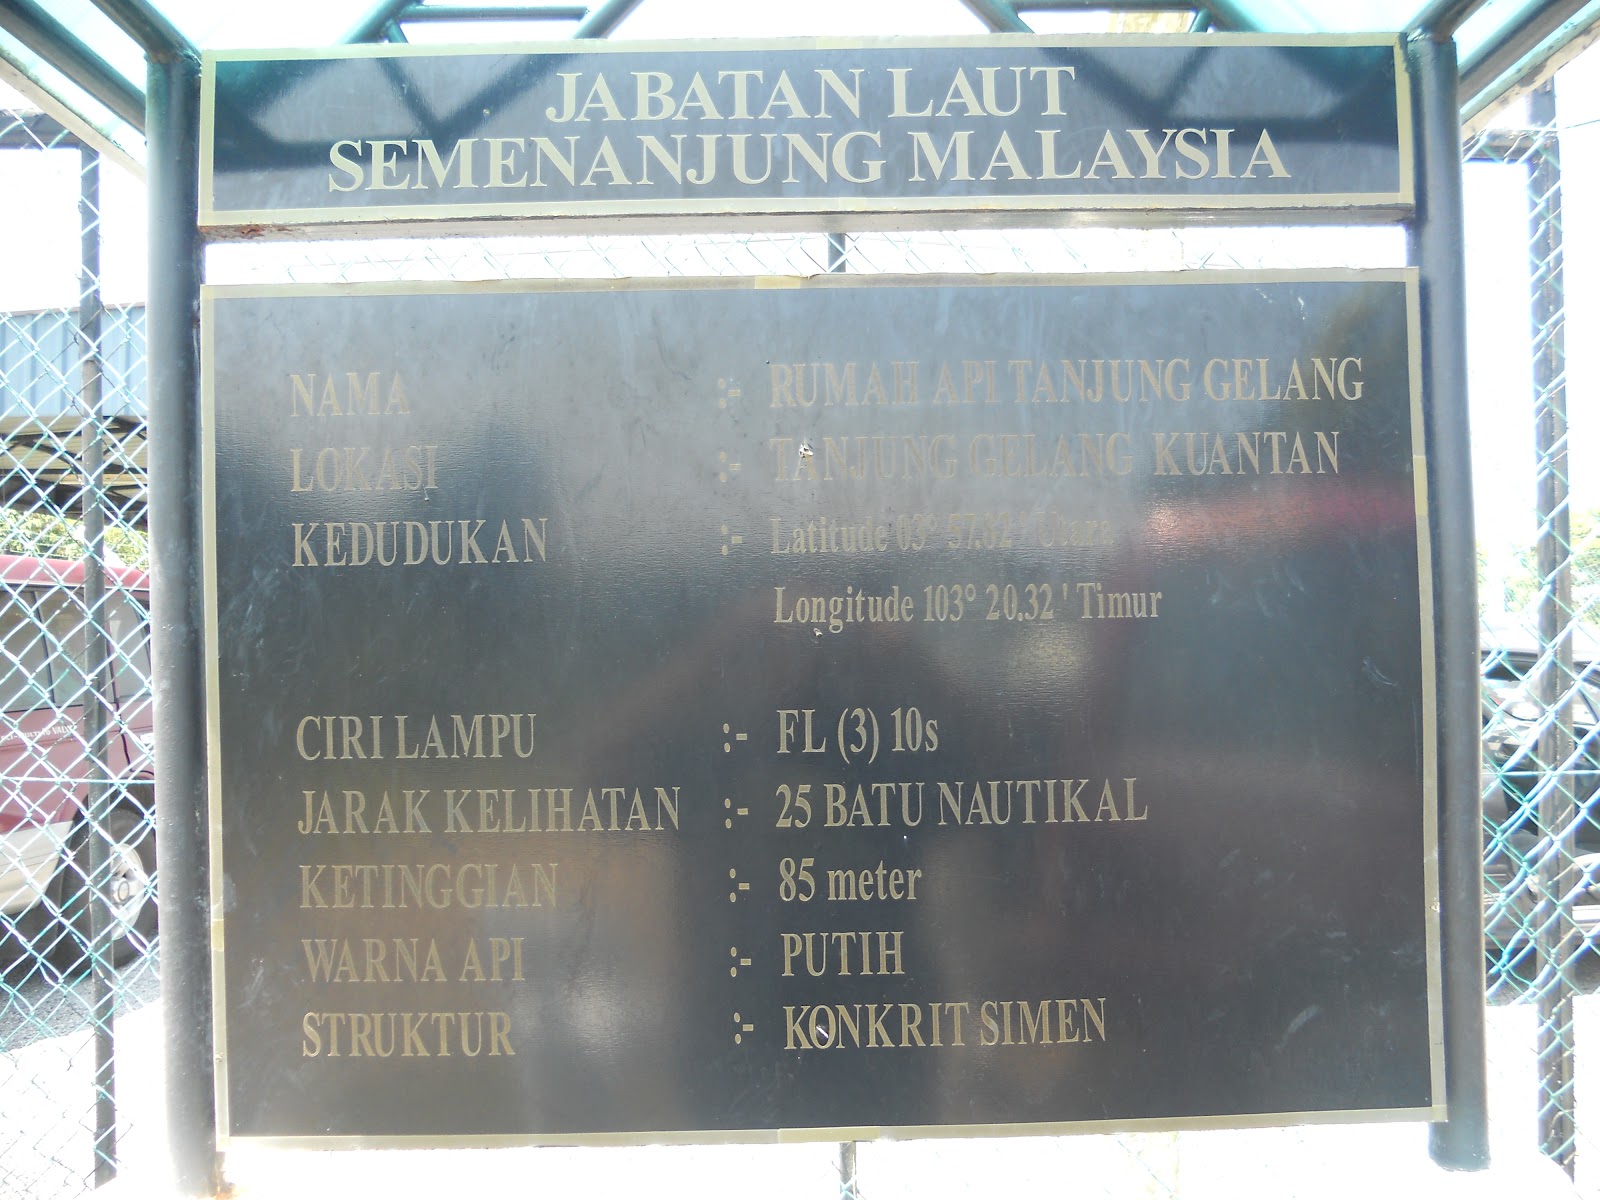 JABATAN LAUT
SEMENANJUNG MALAYSIA
NAMA :- RUMAH API TANJUNG GELANG
LOKASI :- TANJUNG GELANG KUANTAN
KEDUDUKAN :- Latitude 03° 57.32 ' Utara
Longitude 103° 20.32 ' Timur
CIRI LAMPU :- FL (3) 10s
JARAK KELIHATAN :- 25 BATU NAUTIKAL
KETINGGIAN :- 85 meter
WARNA API :- PUTIH
STRUKTUR :- KONKRIT SIMEN